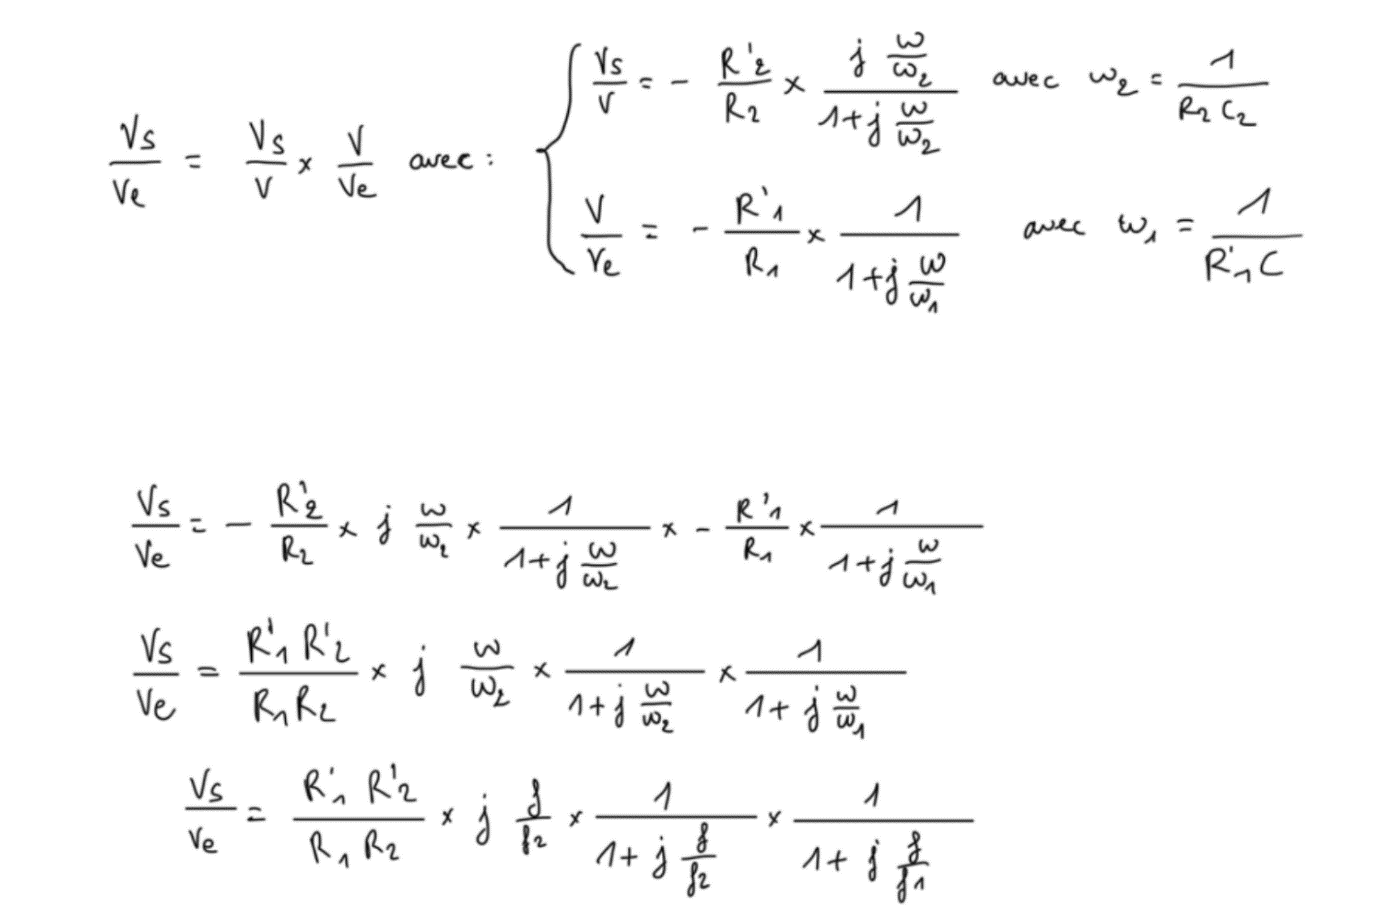 Vs/Ve = Vs/V × V/Ve avec : { Vs/V = - R'2/R2 × (j ω/ω2)/(1+j ω/ω2) avec ω2 = 1/(R2 C2)
V/Ve = - R'1/R1 × 1/(1+j ω/ω1) avec ω1 = 1/(R'1 C)
Vs/Ve = - R'2/R2 × j ω/ω2 × 1/(1+j ω/ω2) × - R'1/R1 × 1/(1+j ω/ω1)
Vs/Ve = (R'1 R'2)/(R1 R2) × j ω/ω2 × 1/(1+j ω/ω2) × 1/(1+j ω/ω1)
Vs/Ve = (R'1 R'2)/(R1 R2) × j f/f2 × 1/(1+j f/f2) × 1/(1+j f/f1)